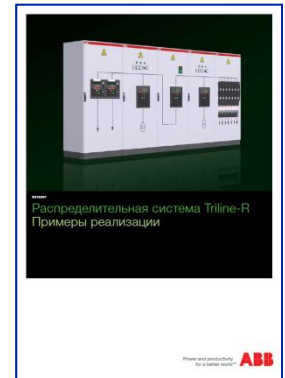 Распределительная система Triline-R
Примеры реализации
Power and productivity
for a better world™
ABB